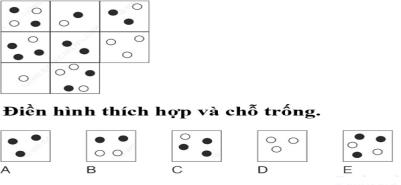 Điền hình thích hợp và chỗ trống.
A B C D E